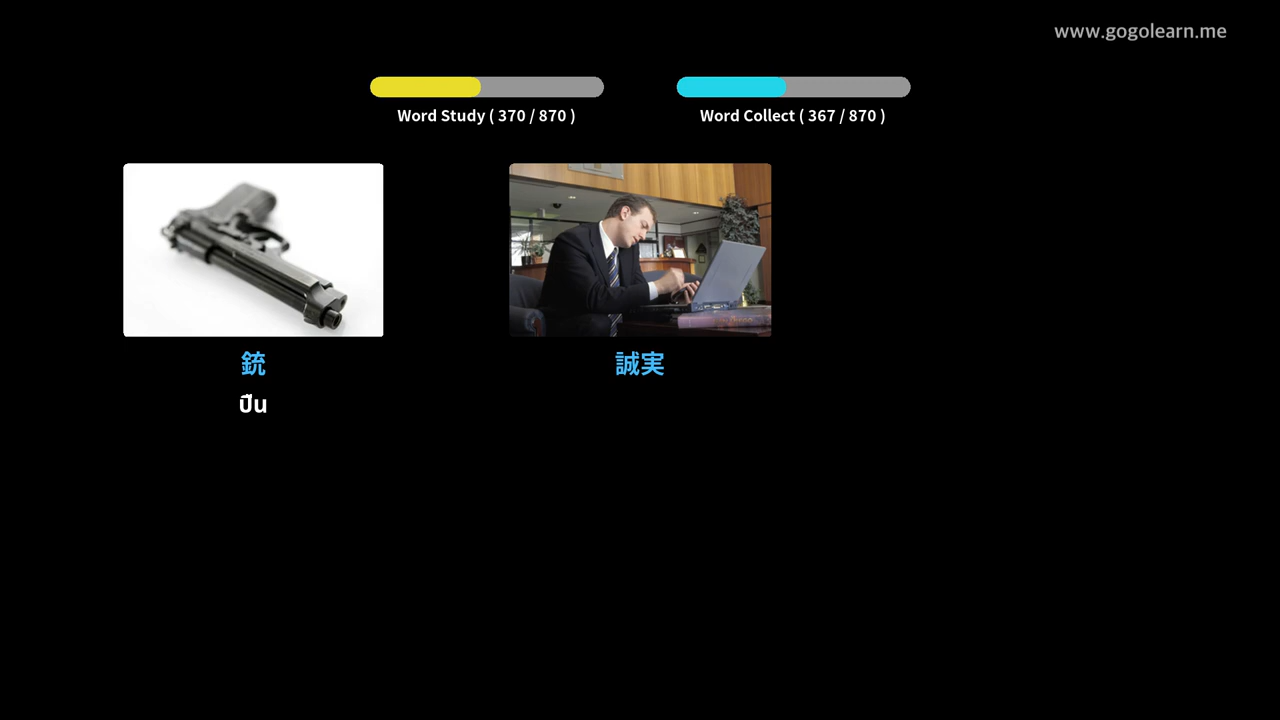 www.gogolearn.me
Word Study ( 370 / 870 )
Word Collect ( 367 / 870 )
銃
ปืน
誠実